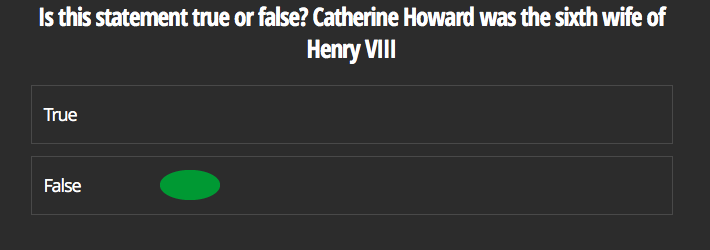 Is this statement true or false? Catherine Howard was the sixth wife of
Henry VIII
True
False